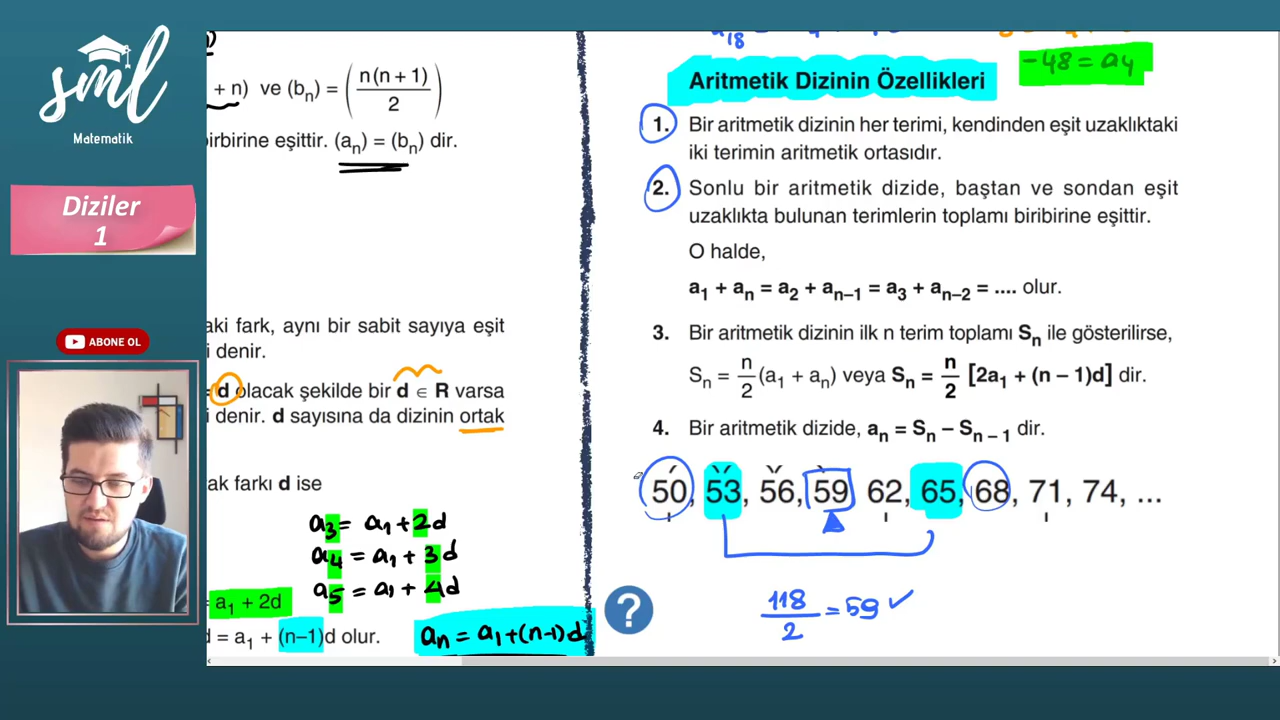 sml
Matematik
Diziler
1
ABONE OL
+ n) ve (bn) = ( n(n + 1) / 2 )
irbirine eşittir. (an) = (bn) dir.
aki fark, aynı bir sabit sayıya eşit
i denir.
= d olacak şekilde bir d ∈ R varsa
i denir. d sayısına da dizinin ortak
ak farkı d ise
a3 = a1 + 2d
a4 = a1 + 3d
a5 = a1 + 4d
= a1 + 2d
d = a1 + (n–1)d olur.
an = a1 + (n-1)d
a18
-48 = a4
Aritmetik Dizinin Özellikleri
1. Bir aritmetik dizinin her terimi, kendinden eşit uzaklıktaki
iki terimin aritmetik ortasıdır.
2. Sonlu bir aritmetik dizide, baştan ve sondan eşit
uzaklıkta bulunan terimlerin toplamı biribirine eşittir.
O halde,
a1 + an = a2 + an–1 = a3 + an–2 = .... olur.
3. Bir aritmetik dizinin ilk n terim toplamı Sn ile gösterilirse,
Sn = n/2 (a1 + an) veya Sn = n/2 [2a1 + (n – 1)d] dir.
4. Bir aritmetik dizide, an = Sn – Sn – 1 dir.
50, 53, 56, 59, 62, 65, 68, 71, 74, ...
?
118/2 = 59 ✓